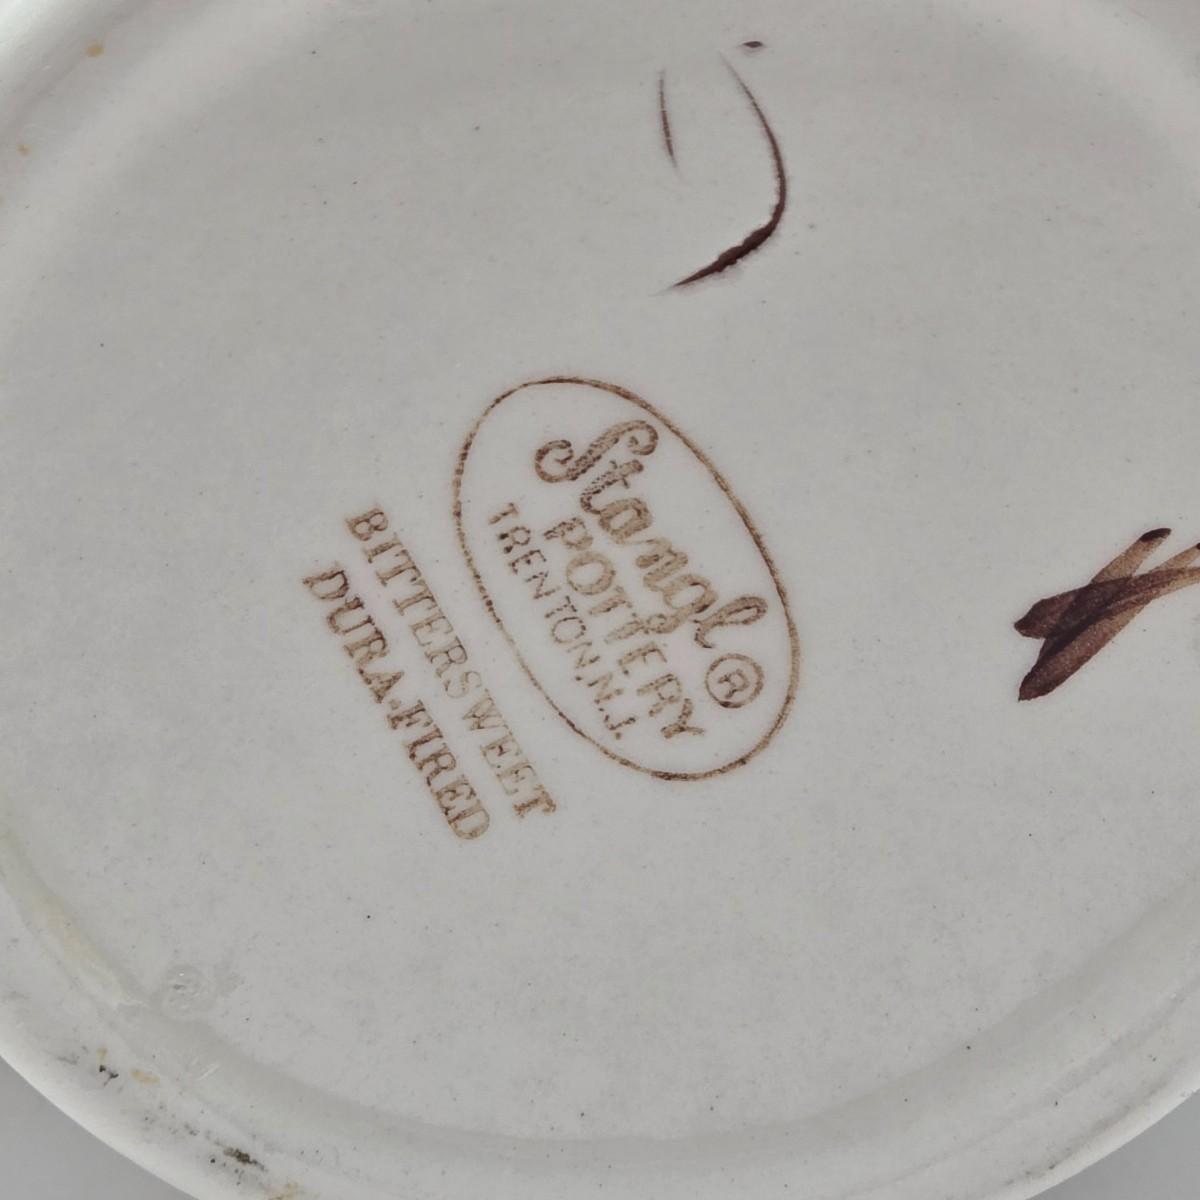 Stangl
POTTERY ®
TRENTON, N.J.
BITTERSWEET
DURA-FIRED